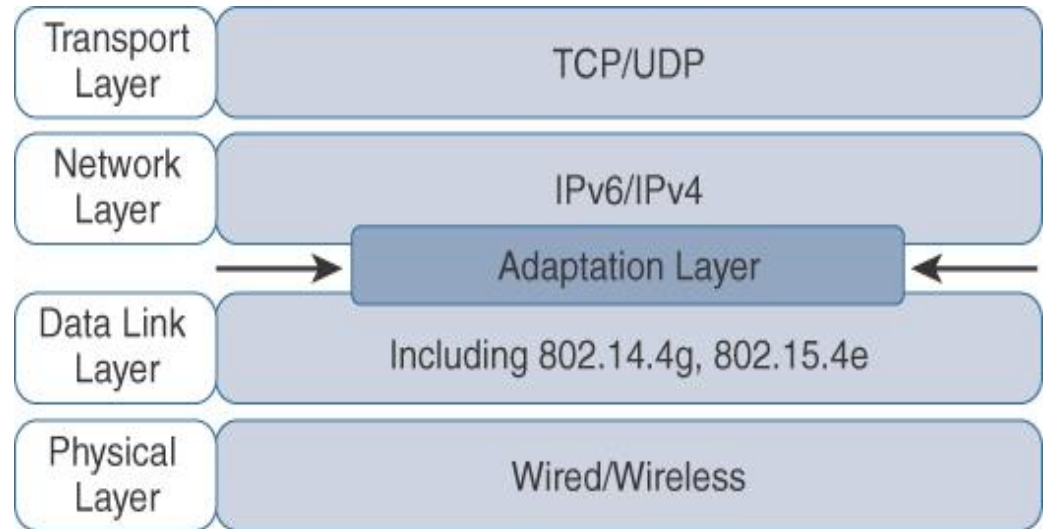 Transport
Layer
TCP/UDP
Network
Layer
IPv6/IPv4
Adaptation Layer
Data Link
Layer
Including 802.14.4g, 802.15.4e
Physical
Layer
Wired/Wireless